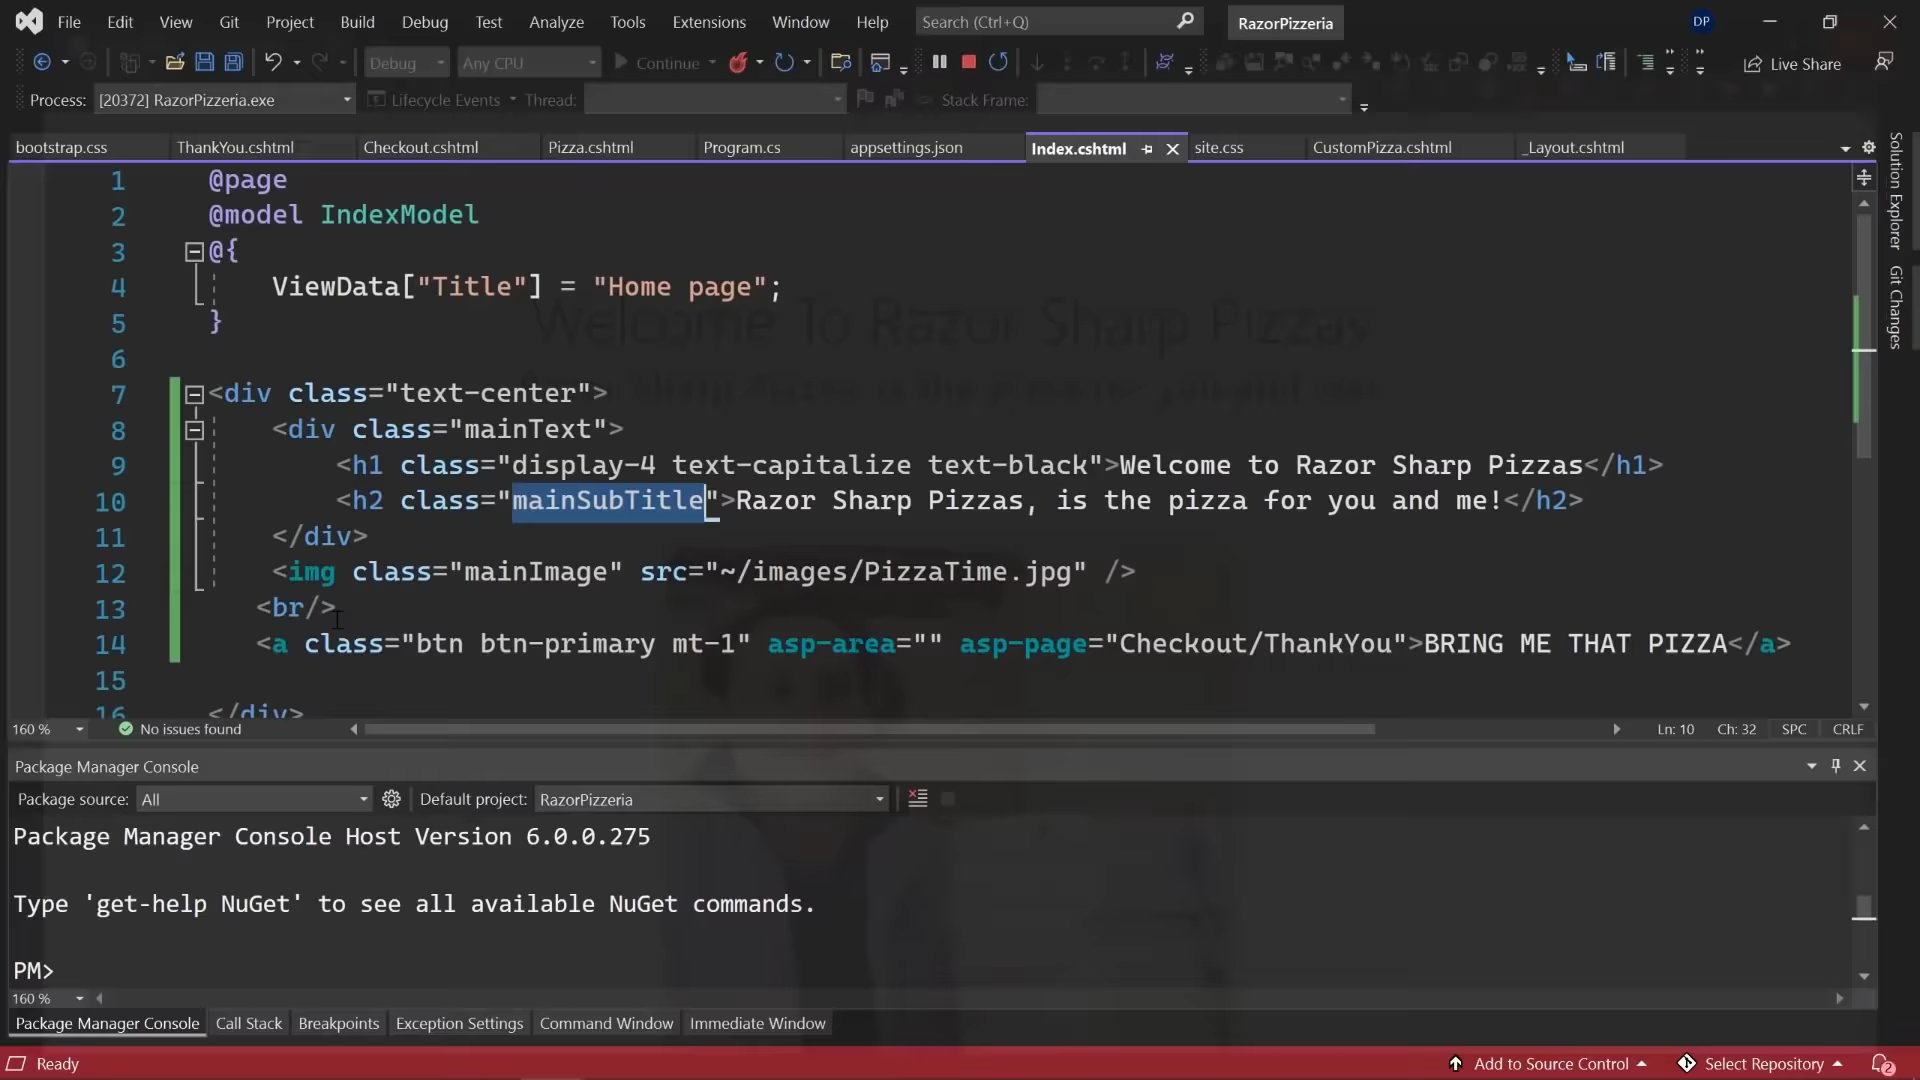 File Edit View Git Project Build Debug Test Analyze Tools Extensions Window Help Search (Ctrl+Q) RazorPizzeria DP
Debug Any CPU Continue Live Share
Process: [20372] RazorPizzeria.exe Lifecycle Events Thread: Stack Frame:
bootstrap.css ThankYou.cshtml Checkout.cshtml Pizza.cshtml Program.cs appsettings.json Index.cshtml site.css CustomPizza.cshtml _Layout.cshtml
Solution Explorer
Git Changes
1 @page
2 @model IndexModel
3 @{
4 ViewData["Title"] = "Home page";
Welcome To Razor Sharp Pizzas
5 }
6
7 <div class="text-center">
8 <div class="mainText">
9 <h1 class="display-4 text-capitalize text-black">Welcome to Razor Sharp Pizzas</h1>
10 <h2 class="mainSubTitle">Razor Sharp Pizzas, is the pizza for you and me!</h2>
11 </div>
12 <img class="mainImage" src="~/images/PizzaTime.jpg" />
13 <br/>
14 <a class="btn btn-primary mt-1" asp-area="" asp-page="Checkout/ThankYou">BRING ME THAT PIZZA</a>
15
16 </div>
160 % No issues found Ln: 10 Ch: 32 SPC CRLF
Package Manager Console
Package source: All Default project: RazorPizzeria
Package Manager Console Host Version 6.0.0.275
Type 'get-help NuGet' to see all available NuGet commands.
PM>
160 %
Package Manager Console Call Stack Breakpoints Exception Settings Command Window Immediate Window
Ready Add to Source Control Select Repository 2